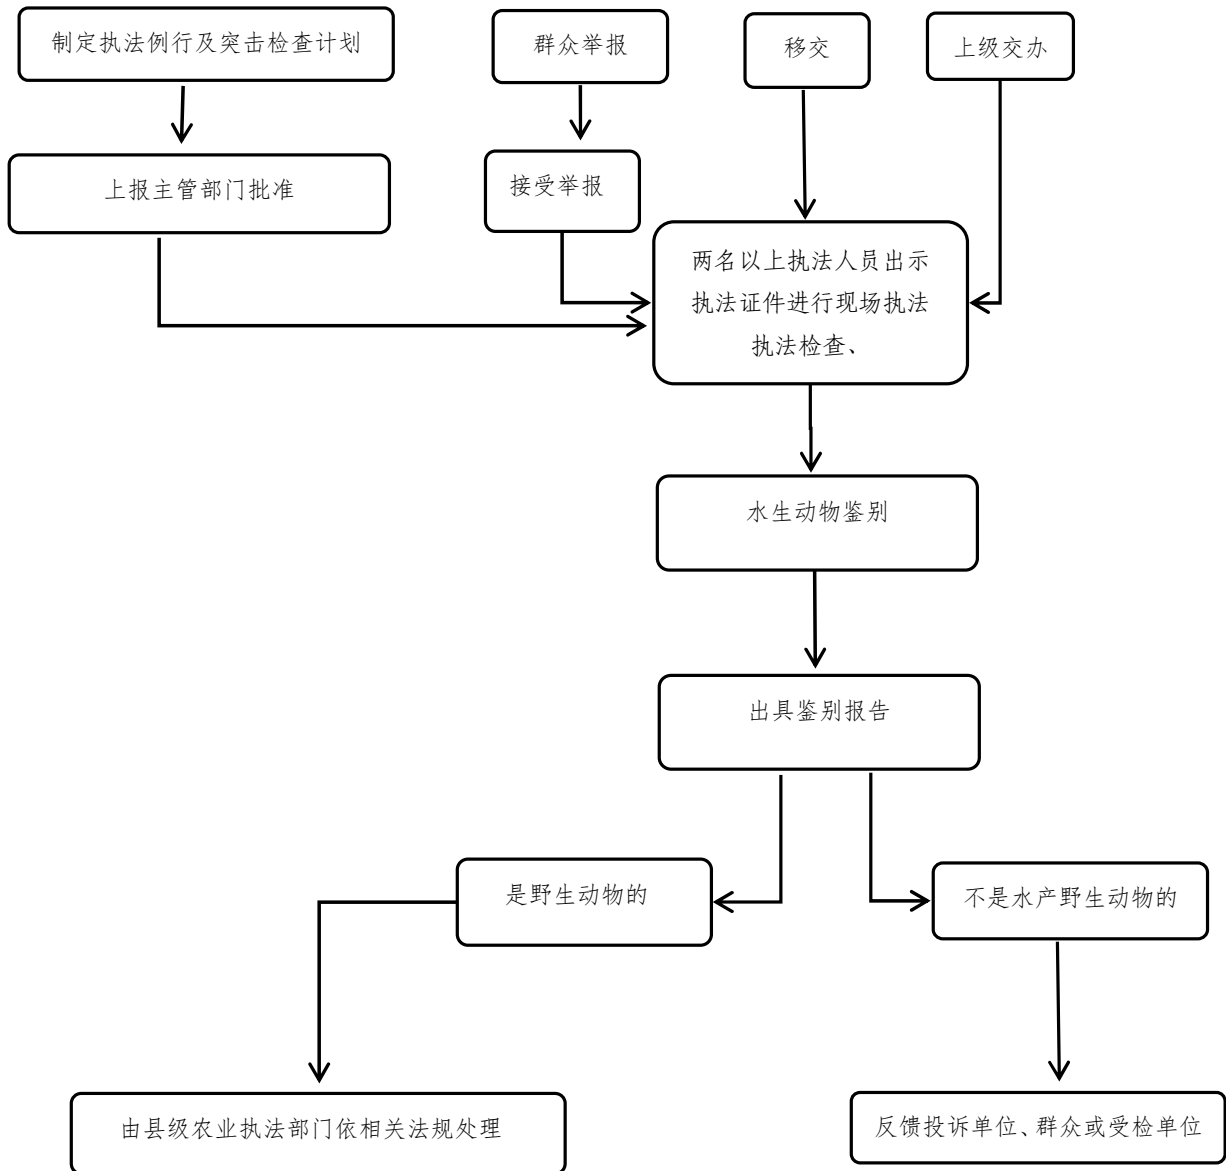 制定执法例行及突击检查计划
群众举报
移交
上级交办
上报主管部门批准
接受举报
两名以上执法人员出示
执法证件进行现场执法
执法检查、
水生动物鉴别
出具鉴别报告
是野生动物的
不是水产野生动物的
由县级农业执法部门依相关法规处理
反馈投诉单位、群众或受检单位